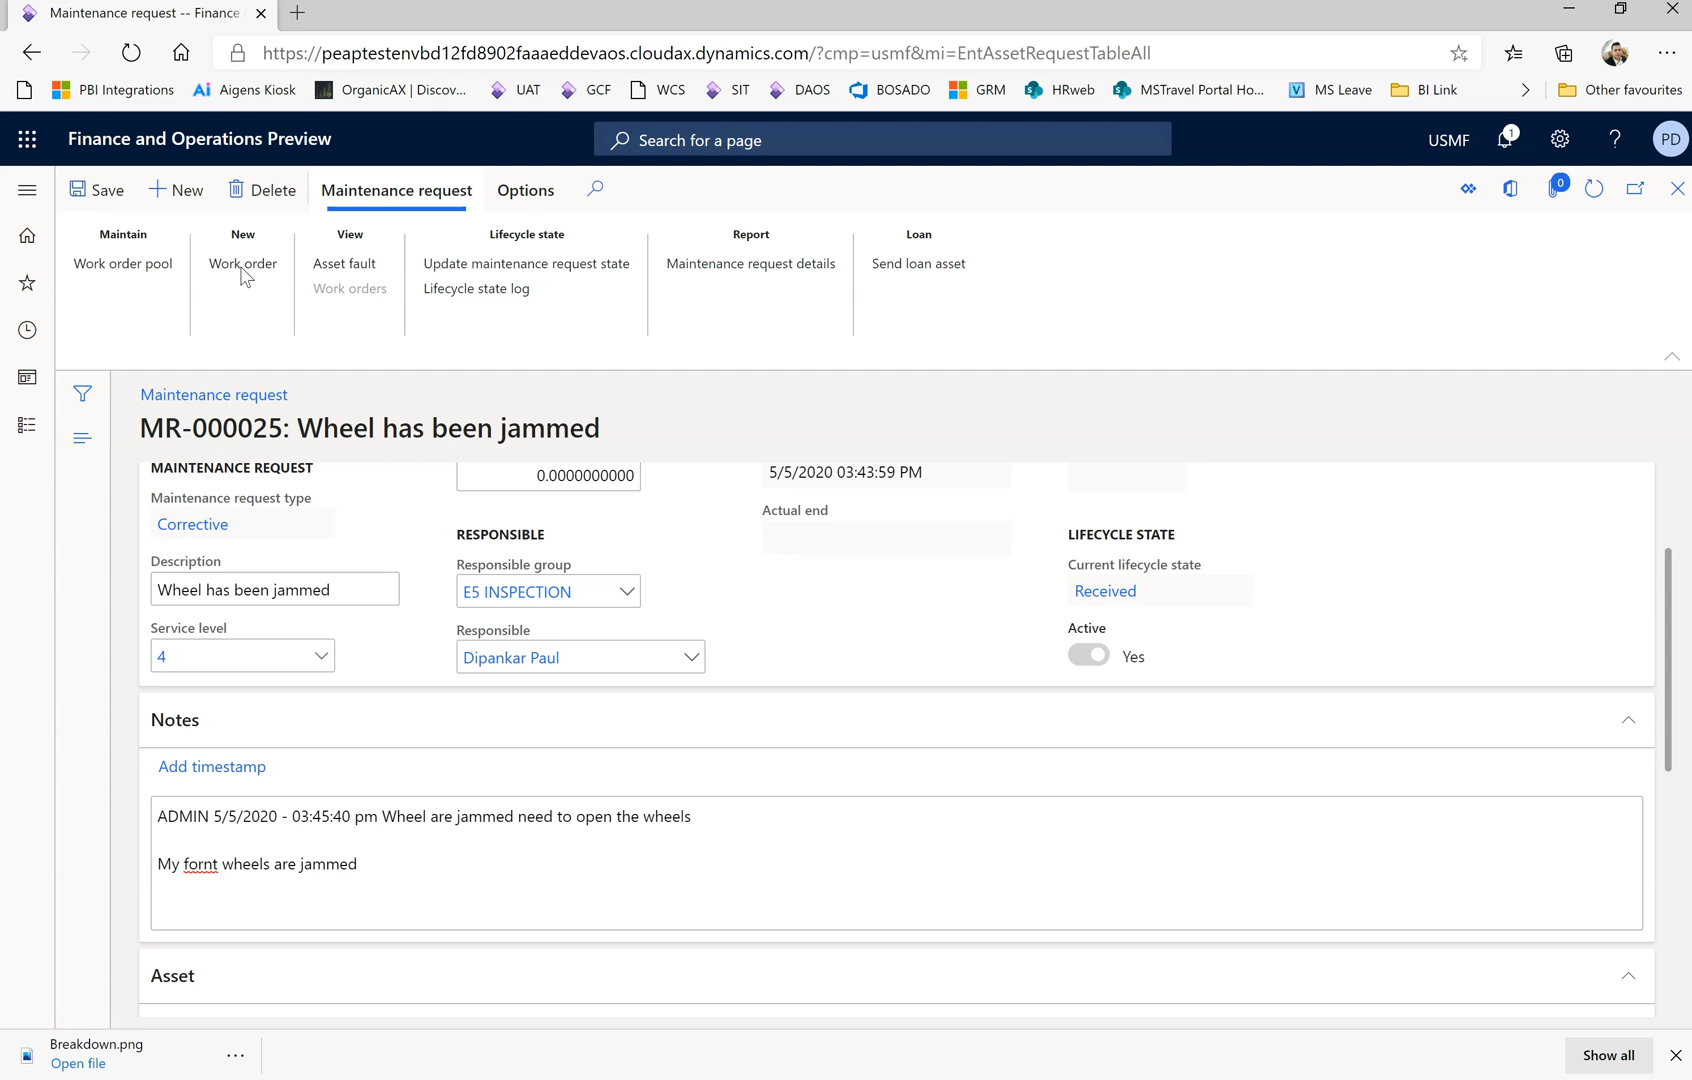 Maintenance request -- Finance
https://peaptestenvbd12fd8902faaaeddevaos.cloudax.dynamics.com/?cmp=usmf&mi=EntAssetRequestTableAll
PBI Integrations
Aigens Kiosk
OrganicAX | Discov...
UAT
GCF
WCS
SIT
DAOS
BOSADO
GRM
HRweb
MSTravel Portal Ho...
MS Leave
BI Link
Other favourites
Finance and Operations Preview
Search for a page
USMF
1
?
PD
Save
New
Delete
Maintenance request
Options
0
Maintain
New
View
Lifecycle state
Report
Loan
Work order pool
Work order
Asset fault
Update maintenance request state
Maintenance request details
Send loan asset
Work orders
Lifecycle state log
Maintenance request
MR-000025: Wheel has been jammed
MAINTENANCE REQUEST
Maintenance request type
Corrective
Description
Wheel has been jammed
Service level
4
0.0000000000
RESPONSIBLE
Responsible group
E5 INSPECTION
Responsible
Dipankar Paul
5/5/2020 03:43:59 PM
Actual end
LIFECYCLE STATE
Current lifecycle state
Received
Active
Yes
Notes
Add timestamp
ADMIN 5/5/2020 - 03:45:40 pm Wheel are jammed need to open the wheels
My fornt wheels are jammed
Asset
Breakdown.png
Open file
Show all